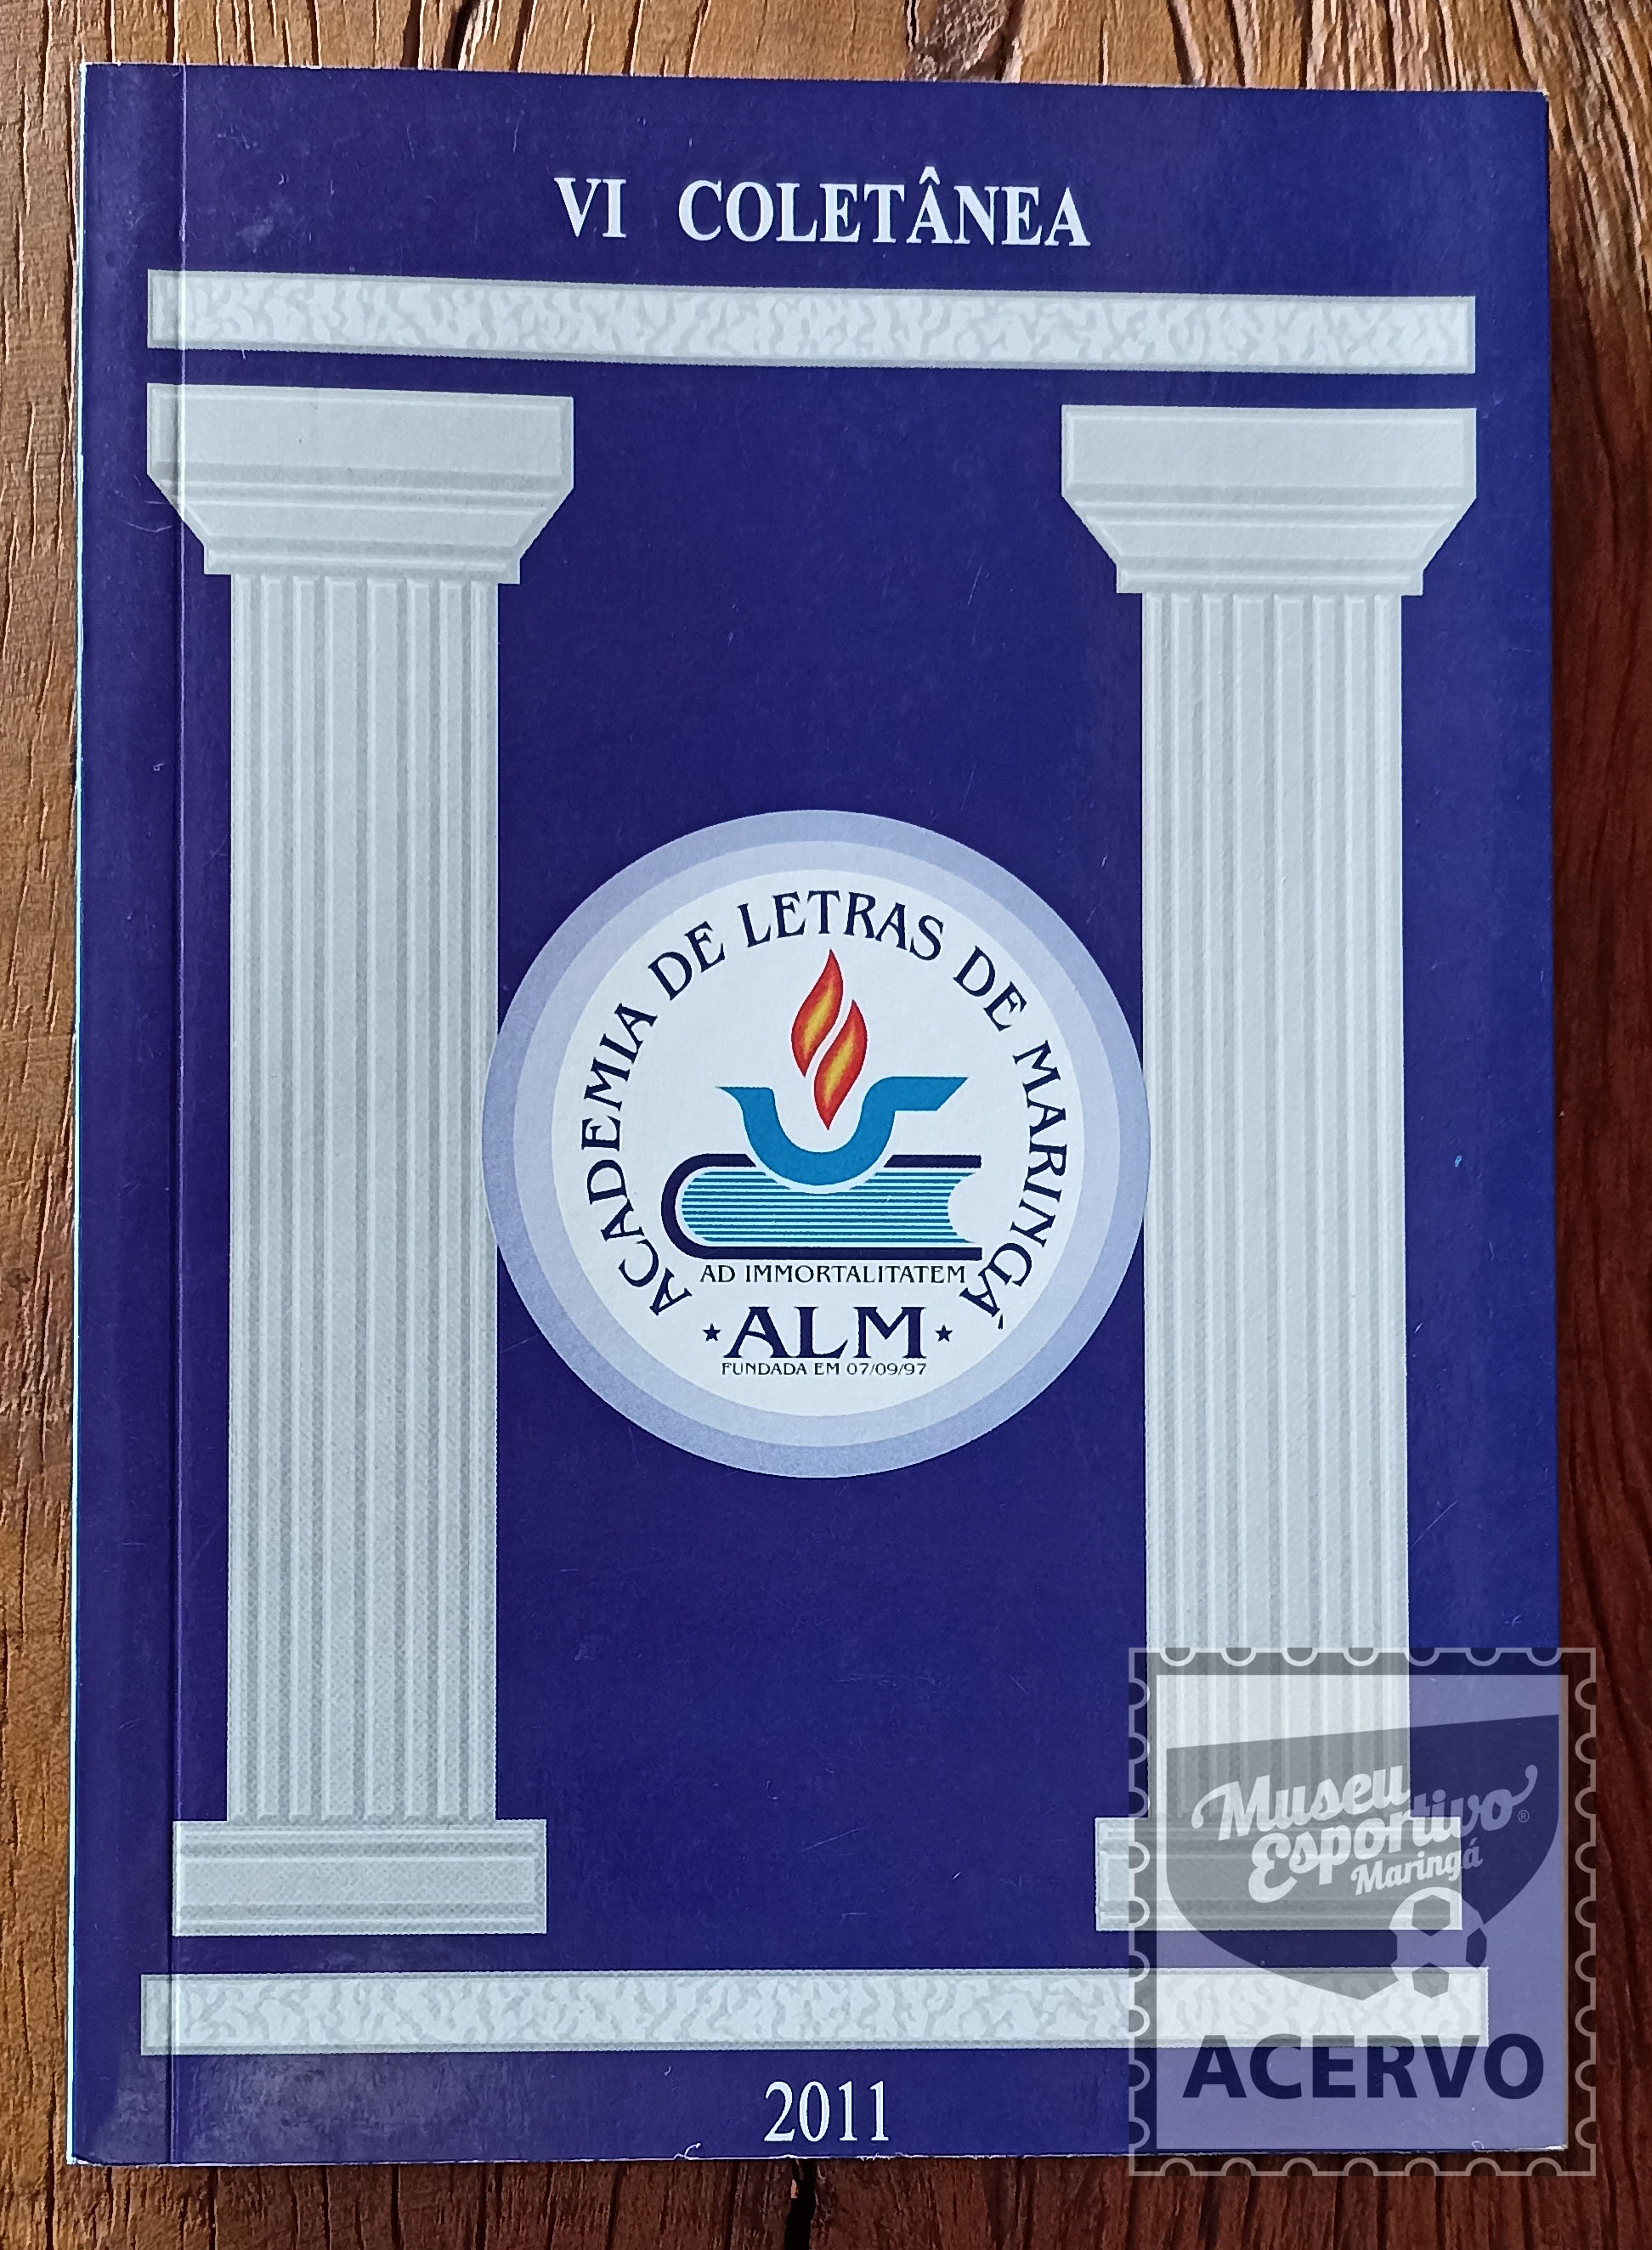 VI COLETÂNEA
ACADEMIA DE LETRAS DE MARINGÁ
AD IMMORTALITATEM
ALM
FUNDADA EM 07/09/97
Museu
Esportivo®
Maringá
ACERVO
2011